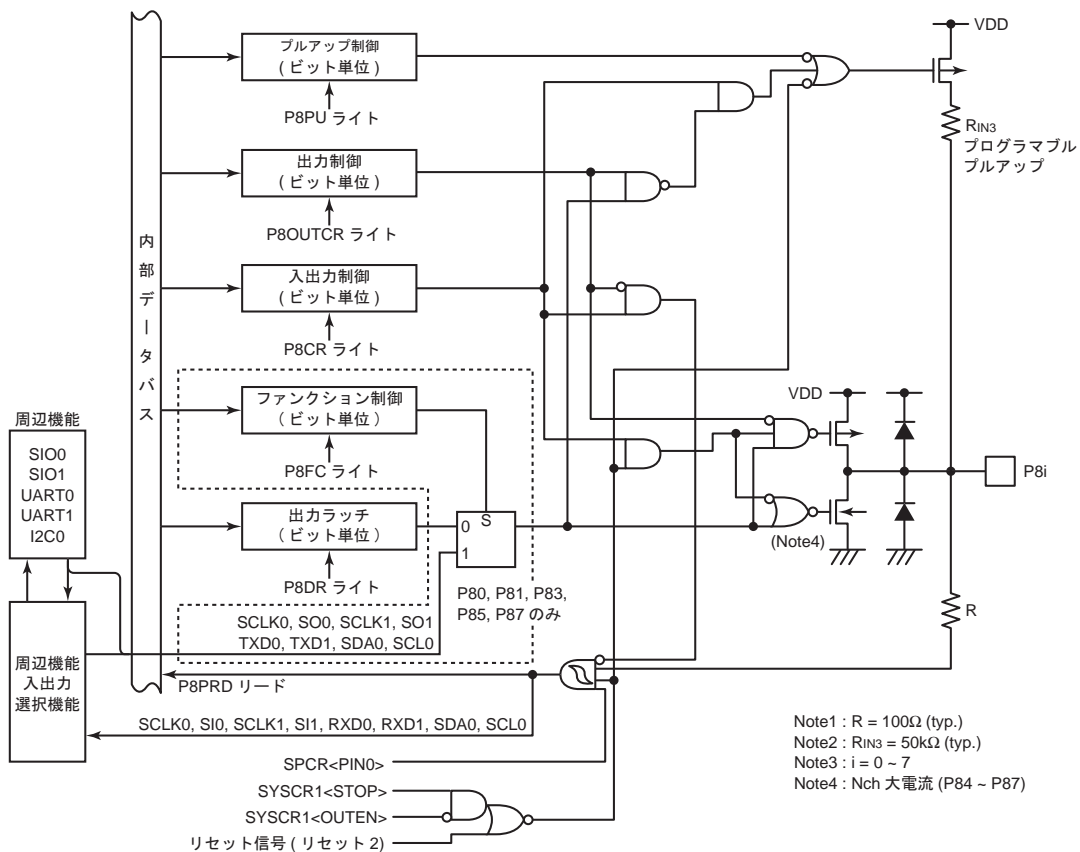 プルアップ制御
( ビット単位 )
P8PU ライト
VDD
RIN3
プログラマブル
プルアップ
出力制御
( ビット単位 )
P8OUTCR ライト
内部データバス
入出力制御
( ビット単位 )
P8CR ライト
周辺機能
SIO0
SIO1
UART0
UART1
I2C0
ファンクション制御
( ビット単位 )
P8FC ライト
VDD
P8i
出力ラッチ
( ビット単位 )
P8DR ライト
0
S
1
(Note4)
P80, P81, P83,
P85, P87 のみ
R
SCLK0, SO0, SCLK1, SO1
TXD0, TXD1, SDA0, SCL0
周辺機能
入出力
選択機能
P8PRD リード
SCLK0, SI0, SCLK1, SI1, RXD0, RXD1, SDA0, SCL0
SPCR<PIN0>
SYSCR1<STOP>
SYSCR1<OUTEN>
リセット信号 ( リセット 2)
Note1 : R = 100Ω (typ.)
Note2 : RIN3 = 50kΩ (typ.)
Note3 : i = 0 ~ 7
Note4 : Nch 大電流 (P84 ~ P87)